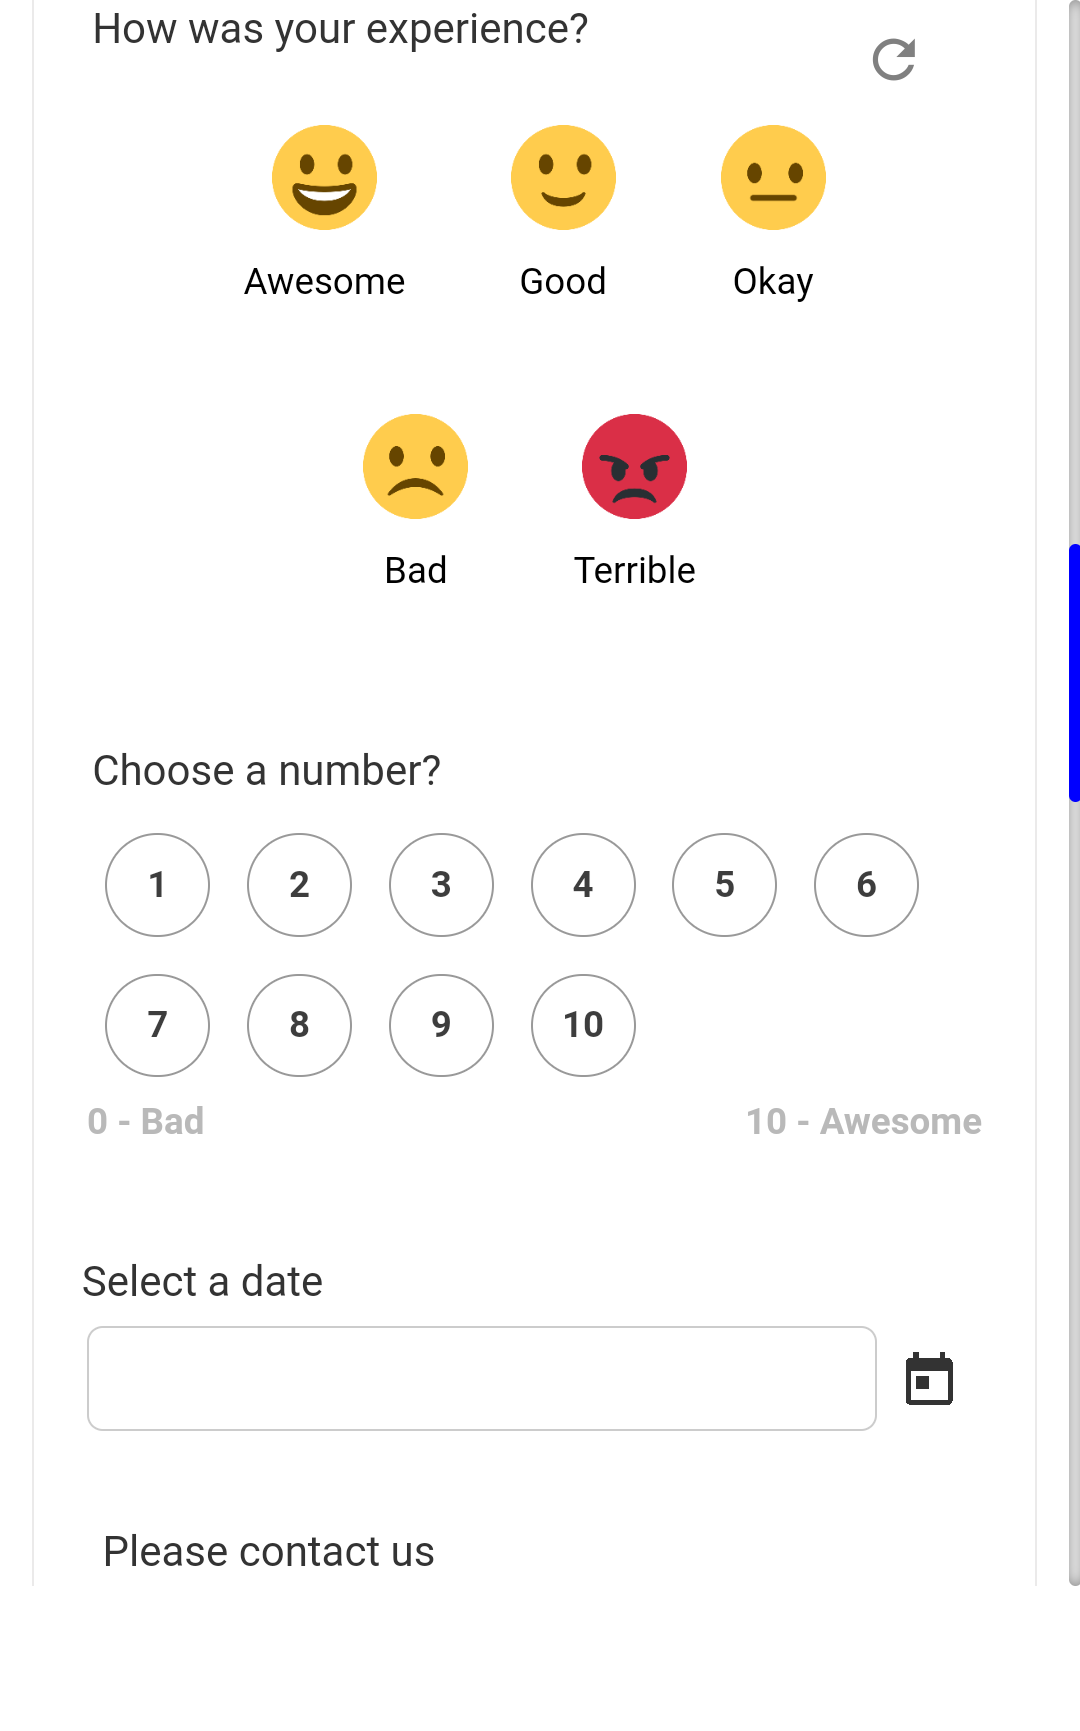 How was your experience?
Awesome Good Okay
Bad Terrible
Choose a number?
1 2 3 4 5 6
7 8 9 10
0 - Bad 10 - Awesome
Select a date
Please contact us